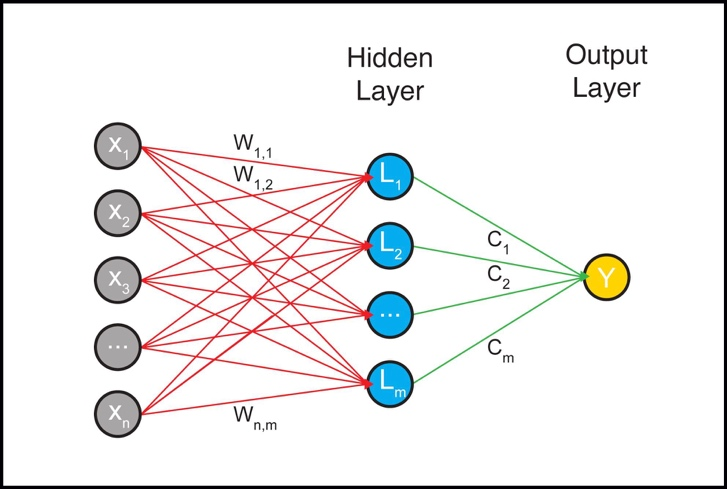 Hidden
Layer
Output
Layer
X₁
X₂
X₃
...
Xₙ
W₁,₁
W₁,₂
Wₙ,ₘ
L₁
L₂
...
Lₘ
C₁
C₂
Cₘ
Y